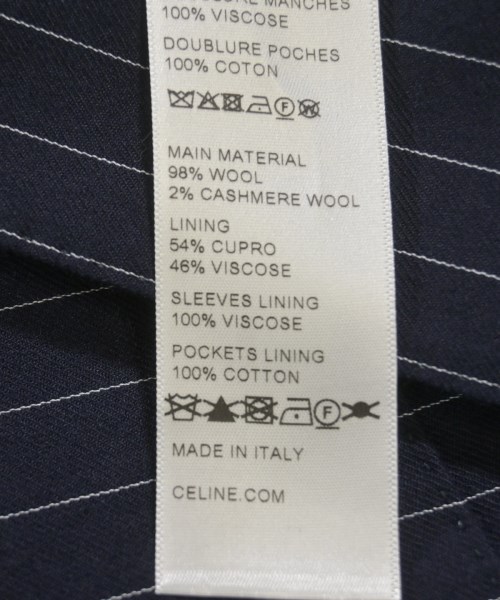 MANCHES
100% VISCOSE
DOUBLURE POCHES
100% COTON
F W
MAIN MATERIAL
98% WOOL
2% CASHMERE WOOL
LINING
54% CUPRO
46% VISCOSE
SLEEVES LINING
100% VISCOSE
POCKETS LINING
100% COTTON
F
MADE IN ITALY
CELINE.COM